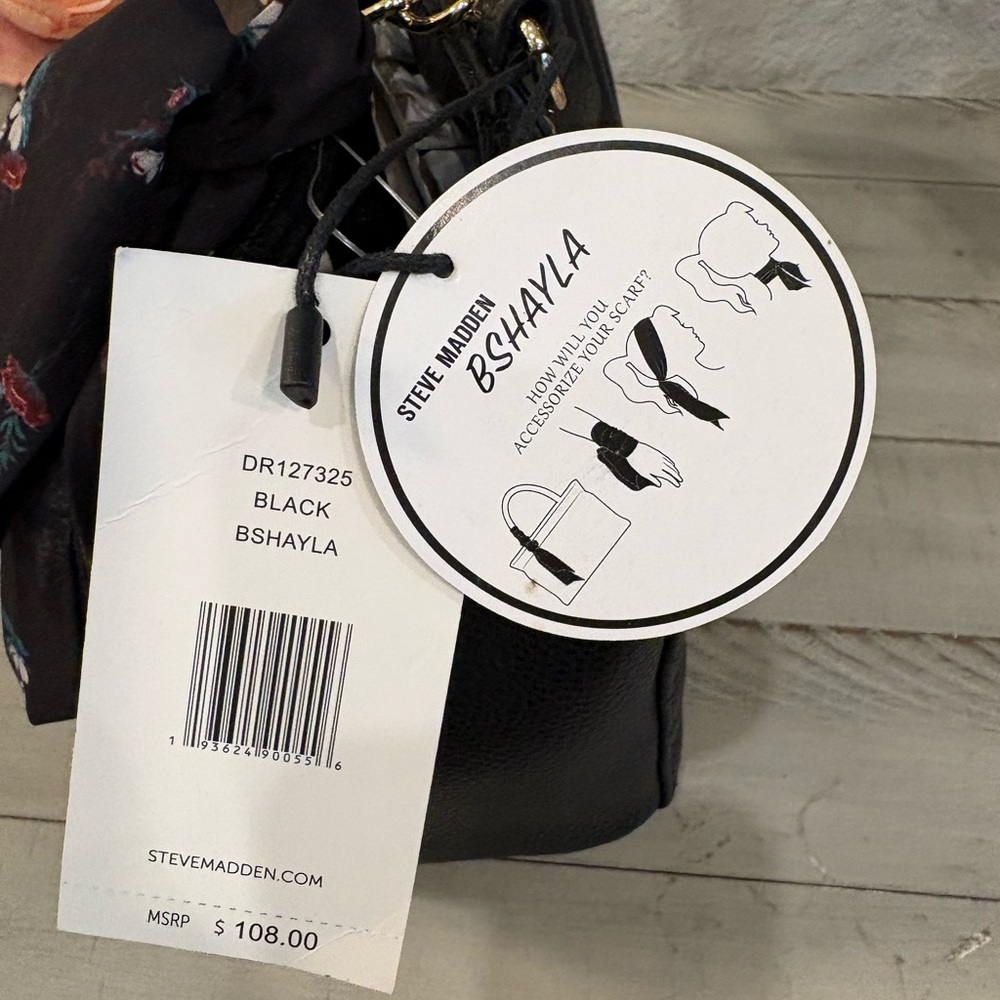 STEVE MADDEN
BSHAYLA
HOW WILL YOU
ACCESSORIZE YOUR SCARF?
DR127325
BLACK
BSHAYLA
1 93624 90055 6
STEVEMADDEN.COM
MSRP $ 108.00